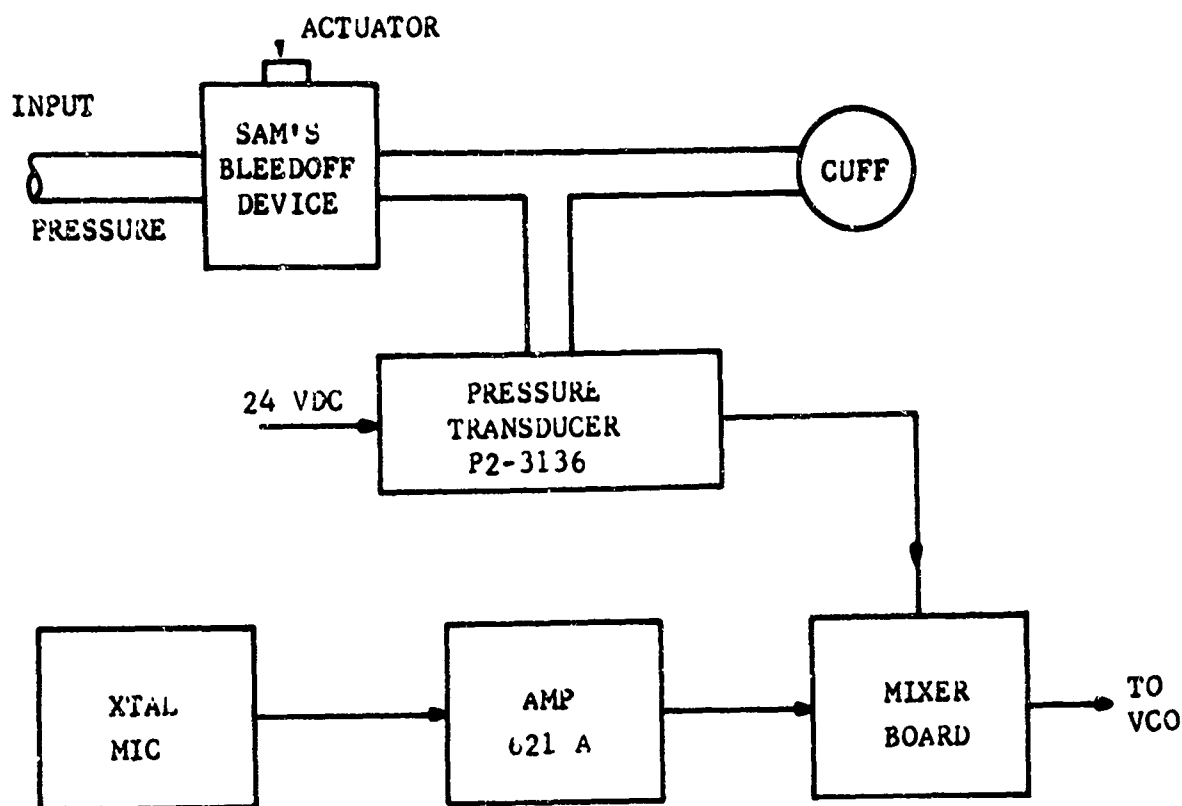 ACTUATOR
INPUT
PRESSURE
SAM'S
BLEEDOFF
DEVICE
CUFF
24 VDC
PRESSURE
TRANSDUCER
P2-3136
XTAL
MIC
AMP
621 A
MIXER
BOARD
TO
VCO